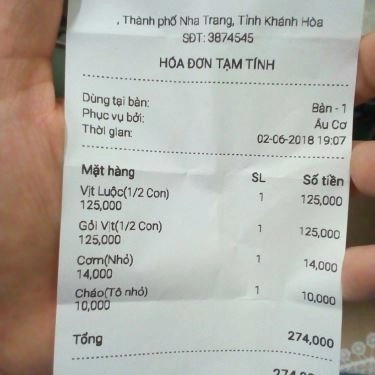 , Thành phố Nha Trang, Tỉnh Khánh Hòa
SĐT: 3874545
HÓA ĐƠN TẠM TÍNH
Dùng tại bàn: Bàn - 1
Phục vụ bởi: Âu Cơ
Thời gian: 02-06-2018 19:07
Mặt hàng SL Số tiền
Vịt Luộc(1/2 Con)
125,000 1 125,000
Gỏi Vịt(1/2 Con)
125,000 1 125,000
Cơm(Nhỏ)
14,000 1 14,000
Cháo(Tô nhỏ)
10,000 1 10,000
Tổng 274,000